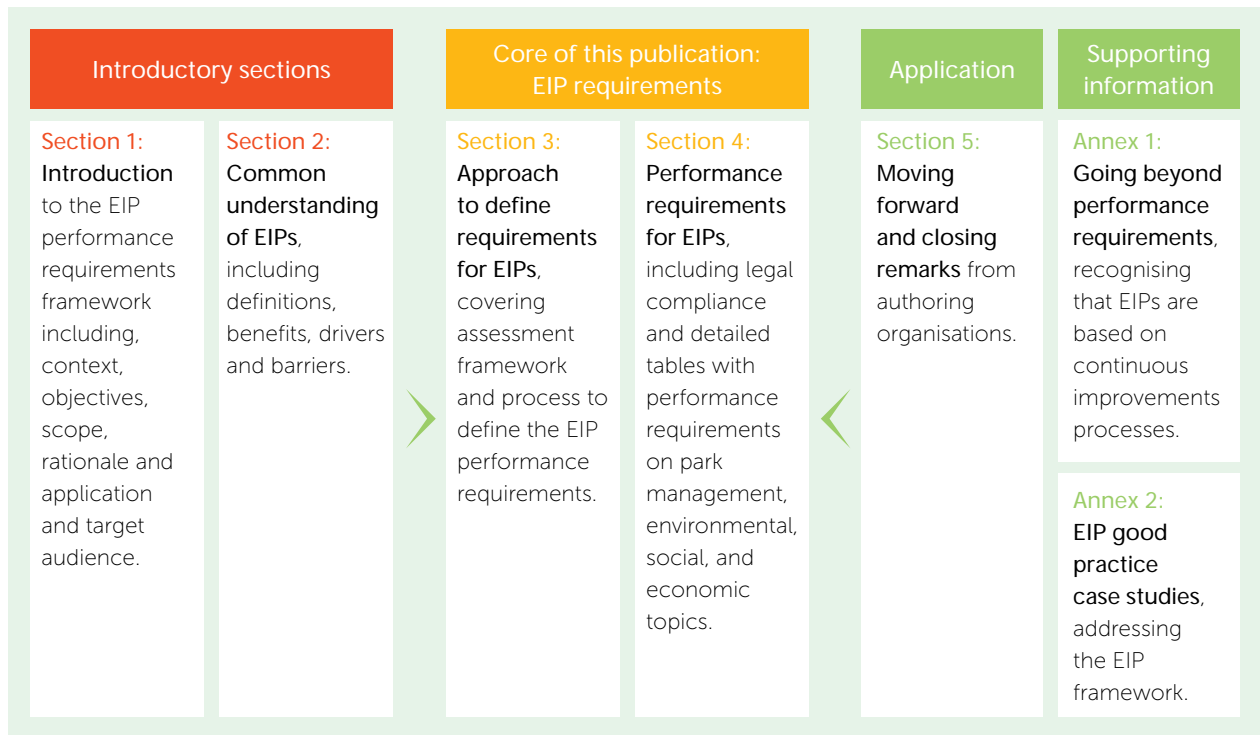 Introductory sections
Section 1:
Introduction
to the EIP
performance
requirements
framework
including,
context,
objectives,
scope,
rationale and
application
and target
audience.
Section 2:
Common
understanding
of EIPs,
including
definitions,
benefits, drivers
and barriers.
Core of this publication:
EIP requirements
Section 3:
Approach
to define
requirements
for EIPs,
covering
assessment
framework
and process to
define the EIP
performance
requirements.
Section 4:
Performance
requirements
for EIPs,
including legal
compliance
and detailed
tables with
performance
requirements
on park
management,
environmental,
social, and
economic
topics.
Application
Section 5:
Moving
forward
and closing
remarks from
authoring
organisations.
Supporting
information
Annex 1:
Going beyond
performance
requirements,
recognising
that EIPs are
based on
continuous
improvements
processes.
Annex 2:
EIP good
practice
case studies,
addressing
the EIP
framework.